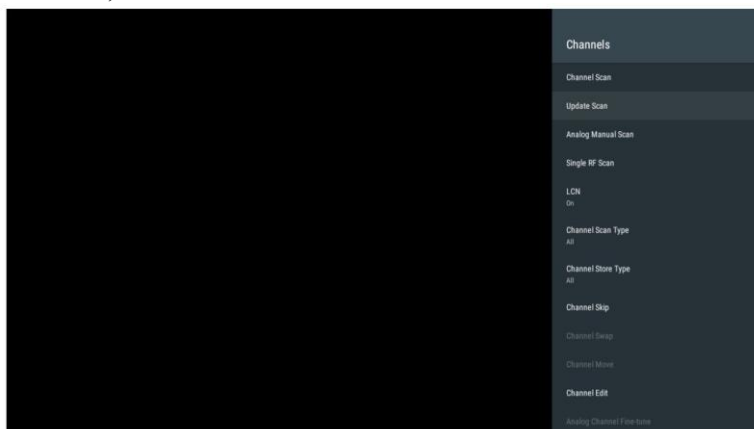 Channels
Channel Scan
Update Scan
Analog Manual Scan
Single RF Scan
LCN
On
Channel Scan Type
All
Channel Store Type
All
Channel Skip
Channel Swap
Channel Move
Channel Edit
Analog Channel Fine-tune